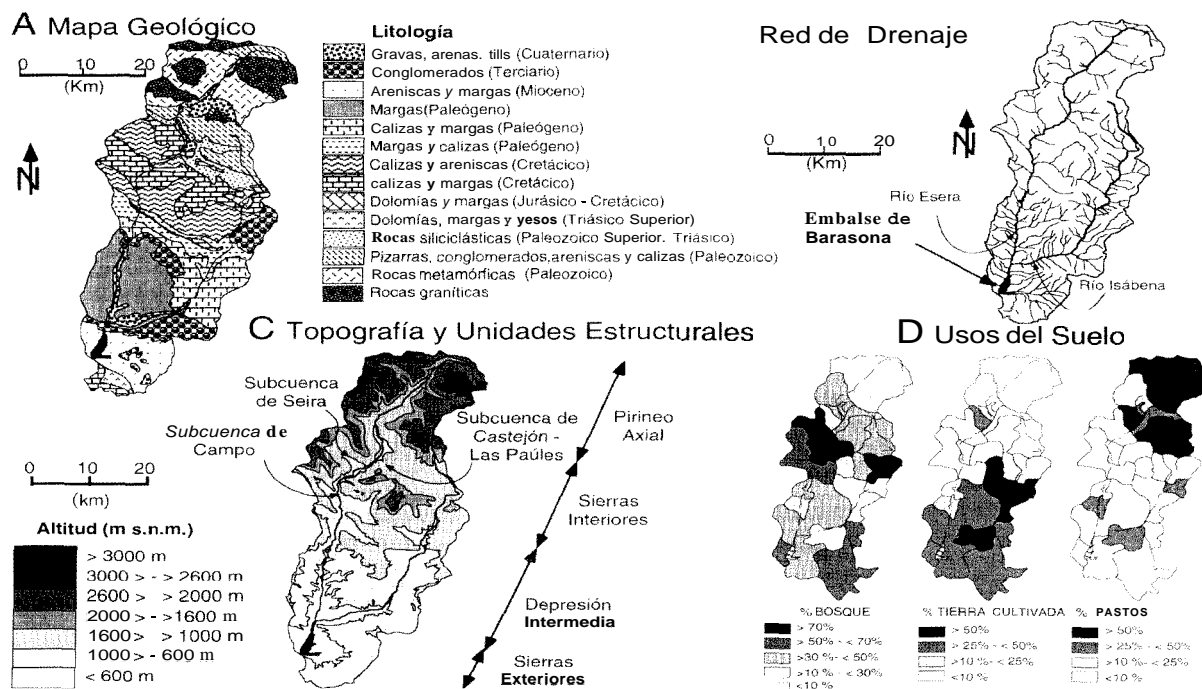 A Mapa Geológico
0 10 20
(Km)
N
Litología
Gravas, arenas. tills (Cuaternario)
Conglomerados (Terciario)
Areniscas y margas (Mioceno)
Margas(Paleógeno)
Calizas y margas (Paleógeno)
Margas y calizas (Paleógeno)
Calizas y areniscas (Cretácico)
calizas y margas (Cretácico)
Dolomías y margas (Jurásico - Cretácico)
Dolomías, margas y yesos (Triásico Superior)
Rocas siliciclásticas (Paleozoico Superior. Triásico)
Pizarras, conglomerados,areniscas y calizas (Paleozoico)
Rocas metamórficas (Paleozoico)
Rocas graníticas
Red de Drenaje
N
0 10 20
(Km)
Río Esera
Embalse de
Barasona
Río Isábena
C Topografía y Unidades Estructurales
Subcuenca
de Seira
Subcuenca de
Campo
Subcuenca de
Castejón -
Las Paúles
Pirineo
Axial
Sierras
Interiores
Depresión
Intermedia
Sierras
Exteriores
N
0 10 20
(km)
Altitud (m s.n.m.)
> 3000 m
3000 > - > 2600 m
2600 > > 2000 m
2000 > - >1600 m
1600> > 1000 m
1000 > - 600 m
< 600 m
D Usos del Suelo
% BOSQUE
> 70%
> 50% - < 70%
>30 %- < 50%
>10 % - < 30%
<10 %
% TIERRA CULTIVADA
> 50%
> 25% - < 50%
>10 %- < 25%
<10%
% PASTOS
> 50%
> 25% - < 50%
>10 % - < 25%
<10%